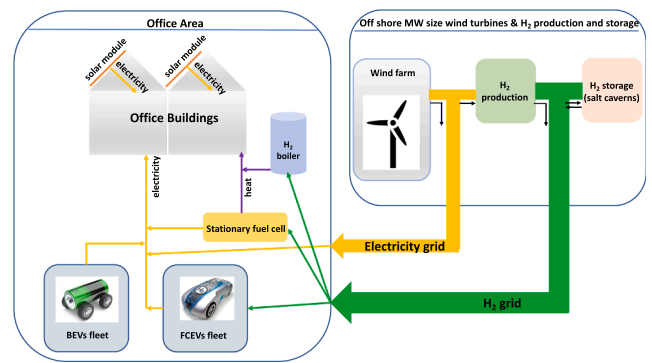 Office Area
Off shore MW size wind turbines & H2 production and storage
solar module
electricity
solar module
electricity
Office Buildings
H2
boiler
Wind farm
H2
production
H2 storage
(salt caverns)
electricity
heat
Stationary fuel cell
Electricity grid
BEVs fleet
FCEVs fleet
H2 grid